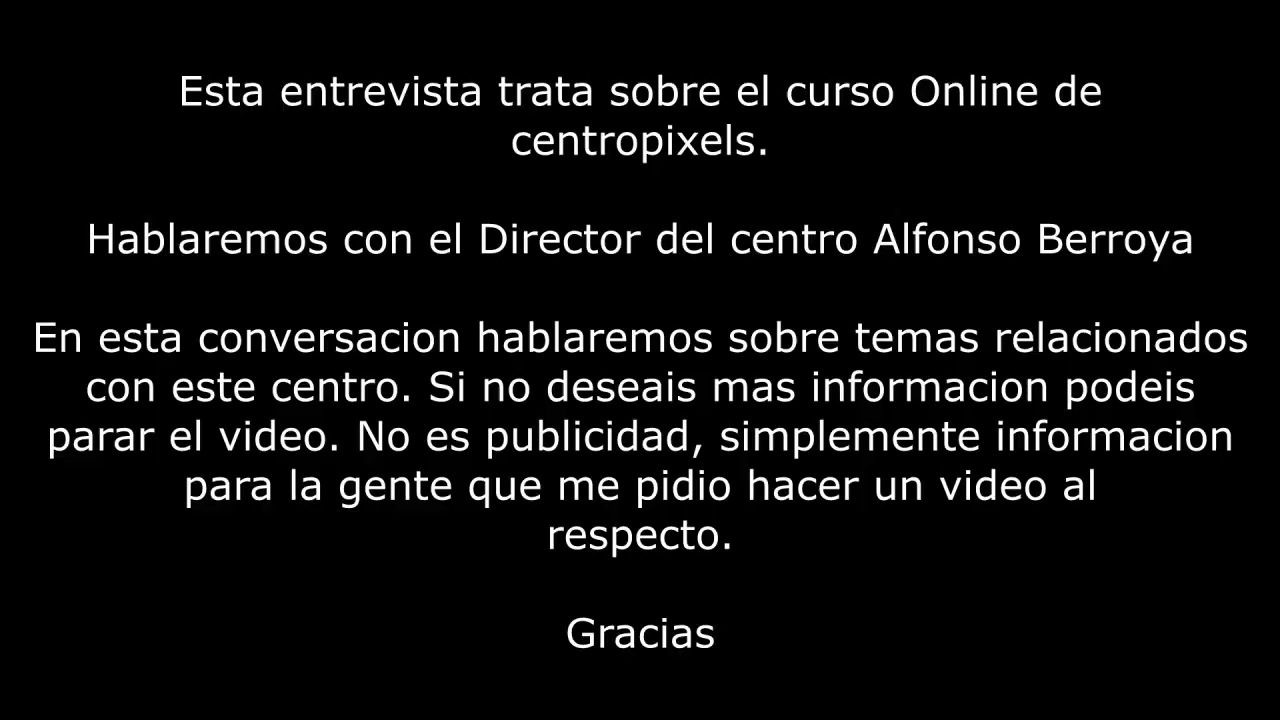 Esta entrevista trata sobre el curso Online de
centropixels.
Hablaremos con el Director del centro Alfonso Berroya
En esta conversacion hablaremos sobre temas relacionados
con este centro. Si no deseais mas informacion podeis
parar el video. No es publicidad, simplemente informacion
para la gente que me pidio hacer un video al
respecto.
Gracias